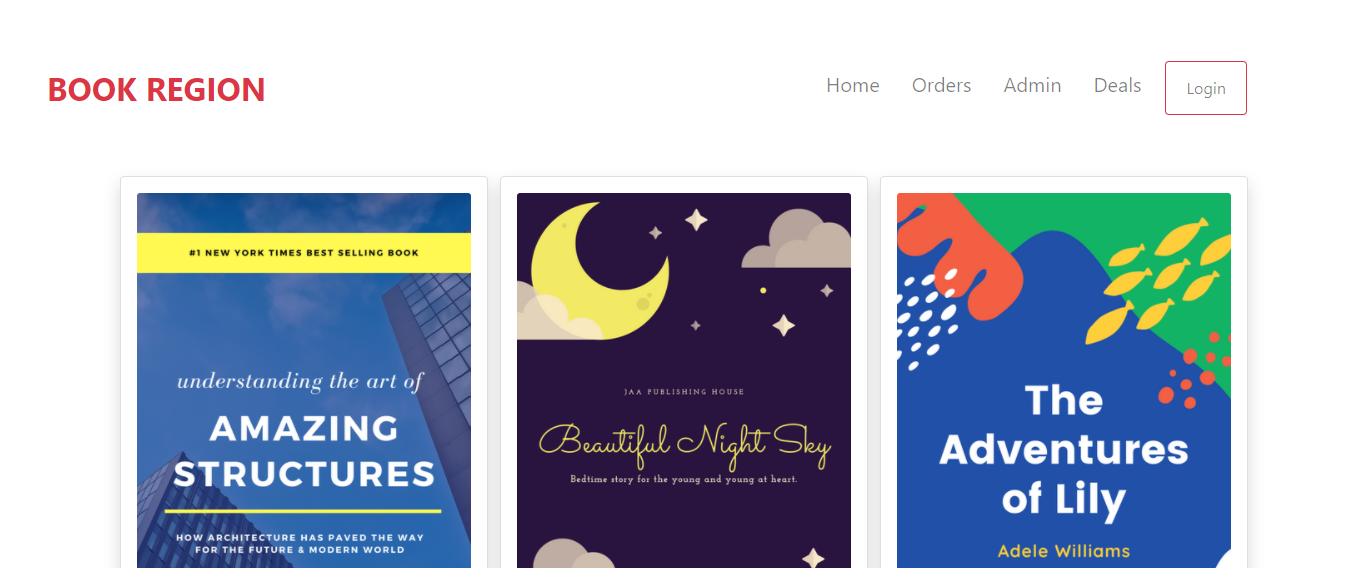 BOOK REGION
Home
Orders
Admin
Deals
Login
#1 NEW YORK TIMES BEST SELLING BOOK
understanding the art of
AMAZING
STRUCTURES
HOW ARCHITECTURE HAS PAVED THE WAY
FOR THE FUTURE & MODERN WORLD
JAA PUBLISHING HOUSE
Beautiful Night Sky
Bedtime story for the young and young at heart.
The
Adventures
of Lily
Adele Williams